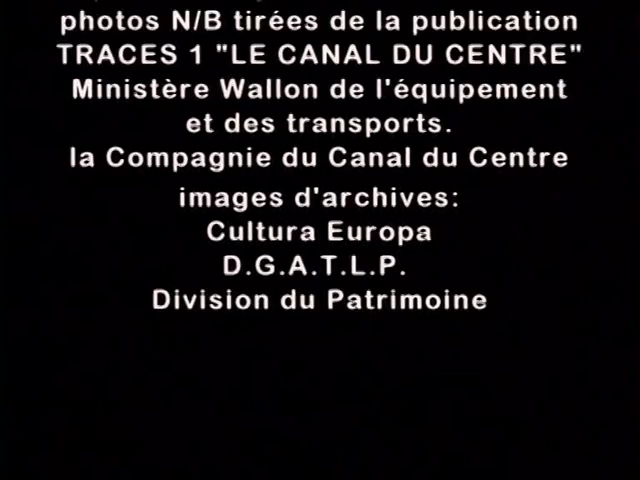 photos N/B tirées de la publication
TRACES 1 "LE CANAL DU CENTRE"
Ministère Wallon de l'équipement
et des transports.
la Compagnie du Canal du Centre
images d'archives:
Cultura Europa
D.G.A.T.L.P.
Division du Patrimoine